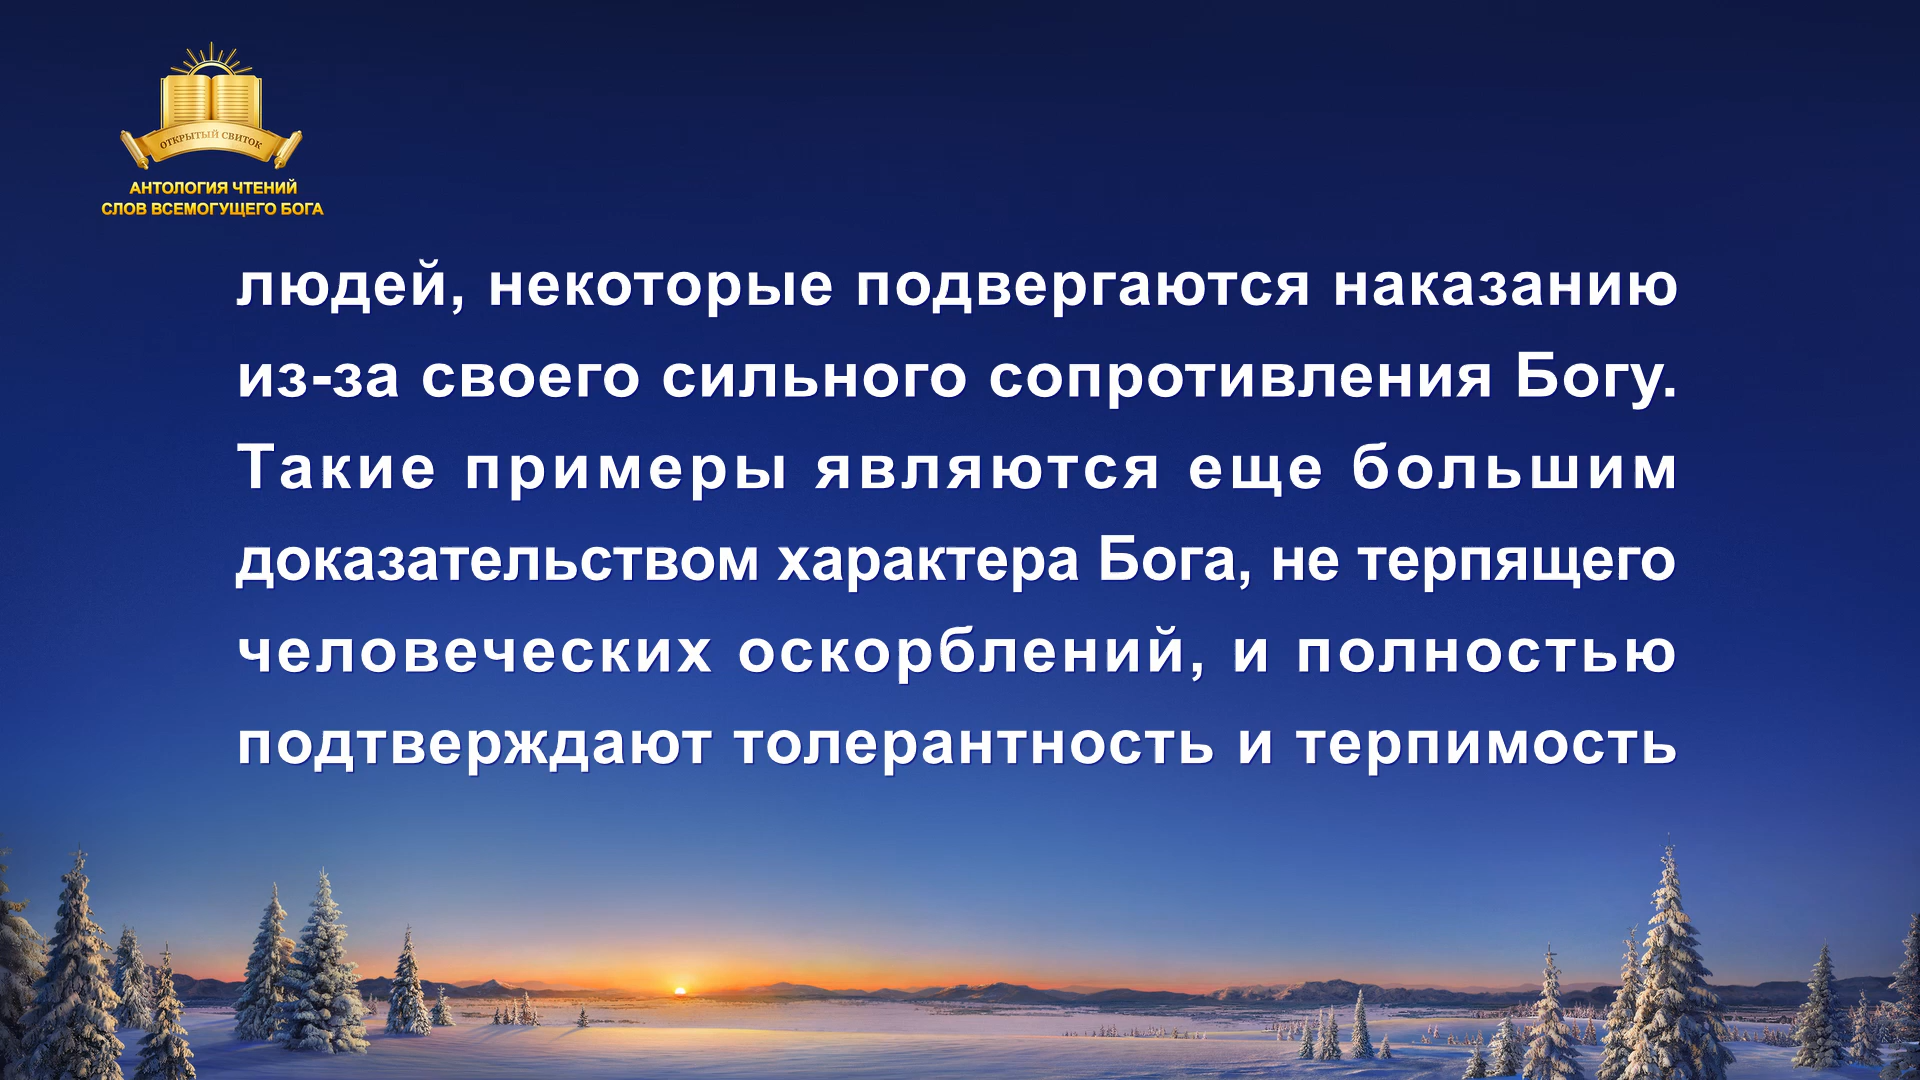 ОТКРЫТЫЙ СВИТОК
АНТОЛОГИЯ ЧТЕНИЙ
СЛОВ ВСЕМОГУЩЕГО БОГА
людей, некоторые подвергаются наказанию
из-за своего сильного сопротивления Богу.
Такие примеры являются еще большим
доказательством характера Бога, не терпящего
человеческих оскорблений, и полностью
подтверждают толерантность и терпимость